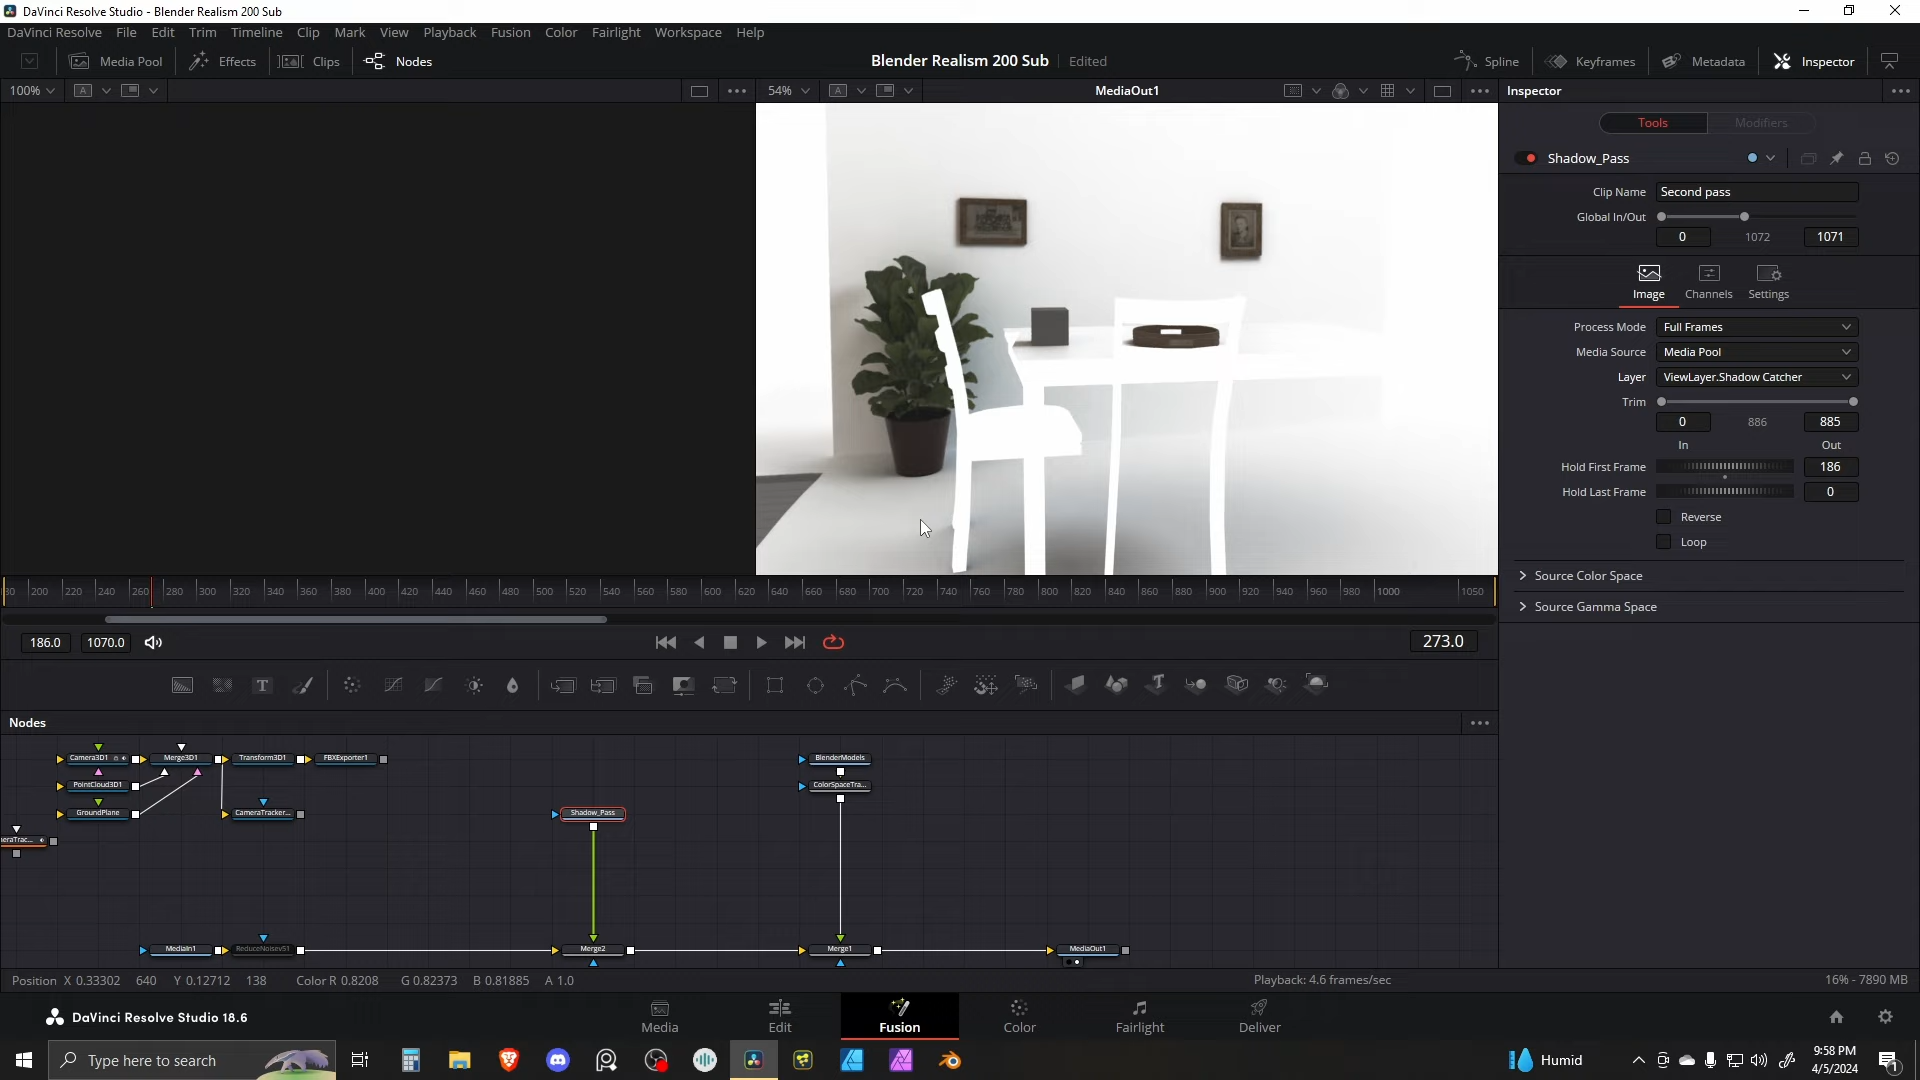 DaVinci Resolve Studio - Blender Realism 200 Sub
DaVinci Resolve File Edit Trim Timeline Clip Mark View Playback Fusion Color Fairlight Workspace Help
Media Pool Effects Clips Nodes Blender Realism 200 Sub Edited Spline Keyframes Metadata Inspector
100% A 54% A MediaOut1 Inspector
Tools Modifiers
Shadow_Pass
Clip Name Second pass
Global In/Out
0 1072 1071
Image Channels Settings
Process Mode Full Frames
Media Source Media Pool
Layer ViewLayer.Shadow Catcher
Trim
0 886 885
In Out
Hold First Frame 186
Hold Last Frame 0
Reverse
Loop
Source Color Space
Source Gamma Space
200 220 240 260 280 300 320 340 360 380 400 420 440 460 480 500 520 540 560 580 600 620 640 660 680 700 720 740 760 780 800 820 840 860 880 900 920 940 960 980 1000 1050
186.0 1070.0 273.0
T
Nodes
Camera3D1 Merge3D1 Transform3D1 FBXExporter1 BlenderModels
PointCloud3D1 ColorSpaceTra...
GroundPlane CameraTracker... Shadow_Pass
eraTrac...
MediaIn1 ReduceNoisev51 Merge2 Merge1 MediaOut1
Position X 0.33302 640 Y 0.12712 138 Color R 0.8208 G 0.82373 B 0.81885 A 1.0 Playback: 4.6 frames/sec 16% - 7890 MB
DaVinci Resolve Studio 18.6 Media Edit Fusion Color Fairlight Deliver
Type here to search Humid 9:58 PM
4/5/2024 1